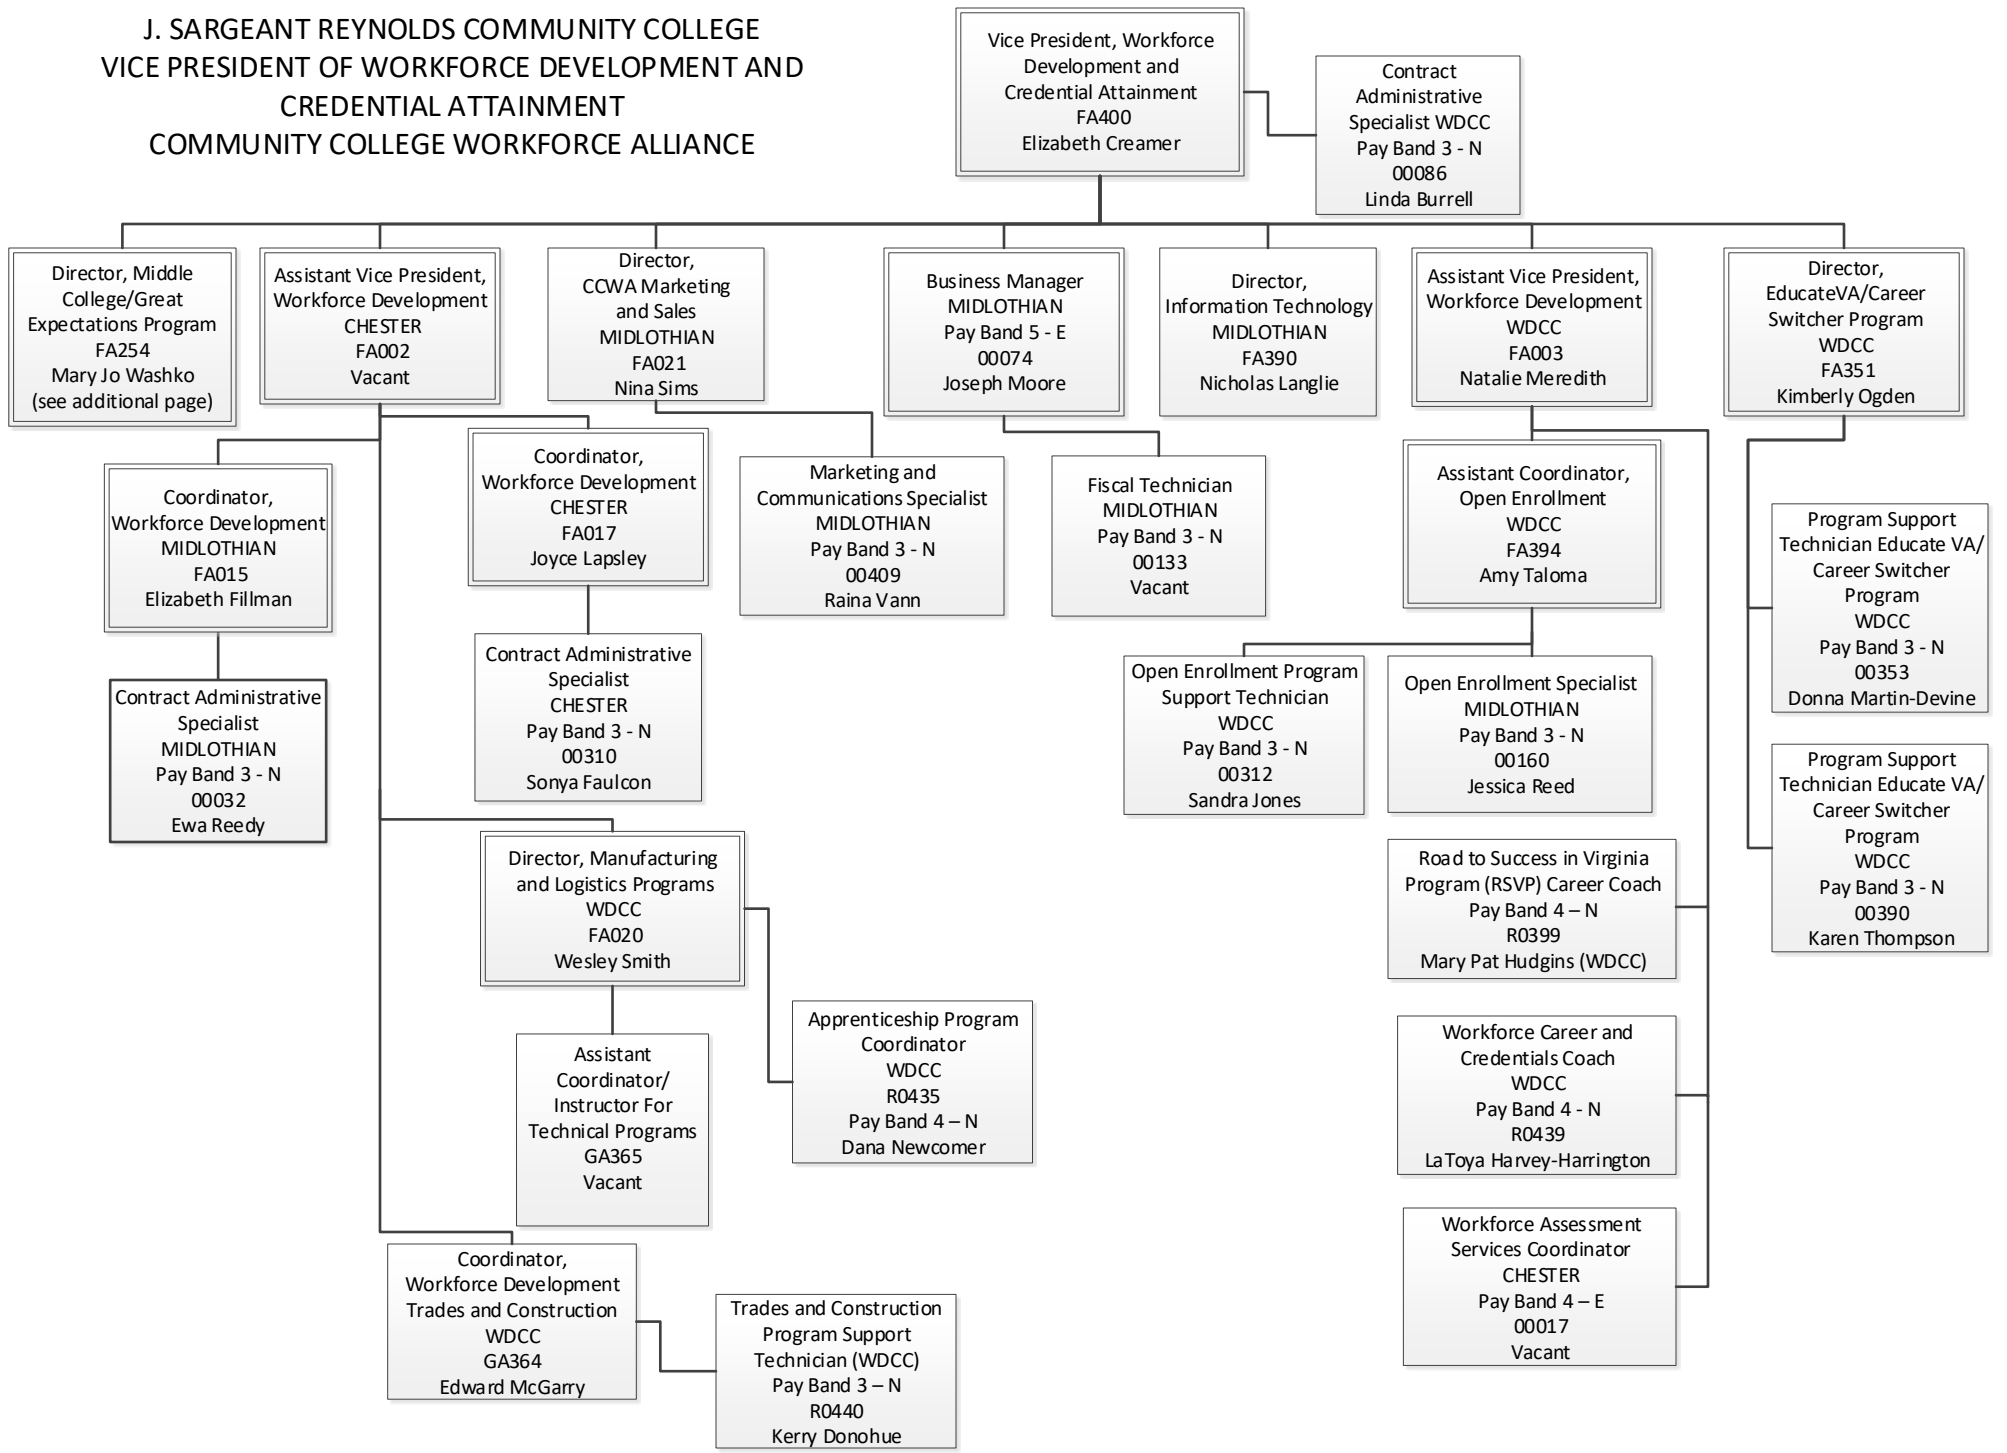 J. SARGEANT REYNOLDS COMMUNITY COLLEGE
VICE PRESIDENT OF WORKFORCE DEVELOPMENT AND
CREDENTIAL ATTAINMENT
COMMUNITY COLLEGE WORKFORCE ALLIANCE
Vice President, Workforce
Development and
Credential Attainment
FA400
Elizabeth Creamer
Contract
Administrative
Specialist WDCC
Pay Band 3 - N
00086
Linda Burrell
Director, Middle
College/Great
Expectations Program
FA254
Mary Jo Washko
(see additional page)
Assistant Vice President,
Workforce Development
CHESTER
FA002
Vacant
Director,
CCWA Marketing
and Sales
MIDLOTHIAN
FA021
Nina Sims
Business Manager
MIDLOTHIAN
Pay Band 5 - E
00074
Joseph Moore
Director,
Information Technology
MIDLOTHIAN
FA390
Nicholas Langlie
Assistant Vice President,
Workforce Development
WDCC
FA003
Natalie Meredith
Director,
EducateVA/Career
Switcher Program
WDCC
FA351
Kimberly Ogden
Coordinator,
Workforce Development
MIDLOTHIAN
FA015
Elizabeth Fillman
Coordinator,
Workforce Development
CHESTER
FA017
Joyce Lapsley
Marketing and
Communications Specialist
MIDLOTHIAN
Pay Band 3 - N
00409
Raina Vann
Fiscal Technician
MIDLOTHIAN
Pay Band 3 - N
00133
Vacant
Assistant Coordinator,
Open Enrollment
WDCC
FA394
Amy Taloma
Program Support
Technician Educate VA/
Career Switcher
Program
WDCC
Pay Band 3 - N
00353
Donna Martin-Devine
Contract Administrative
Specialist
MIDLOTHIAN
Pay Band 3 - N
00032
Ewa Reedy
Contract Administrative
Specialist
CHESTER
Pay Band 3 - N
00310
Sonya Faulcon
Open Enrollment Program
Support Technician
WDCC
Pay Band 3 - N
00312
Sandra Jones
Open Enrollment Specialist
MIDLOTHIAN
Pay Band 3 - N
00160
Jessica Reed
Program Support
Technician Educate VA/
Career Switcher
Program
WDCC
Pay Band 3 - N
00390
Karen Thompson
Director, Manufacturing
and Logistics Programs
WDCC
FA020
Wesley Smith
Road to Success in Virginia
Program (RSVP) Career Coach
Pay Band 4 – N
R0399
Mary Pat Hudgins (WDCC)
Apprenticeship Program
Coordinator
WDCC
R0435
Pay Band 4 – N
Dana Newcomer
Assistant
Coordinator/
Instructor For
Technical Programs
GA365
Vacant
Workforce Career and
Credentials Coach
WDCC
Pay Band 4 - N
R0439
LaToya Harvey-Harrington
Workforce Assessment
Services Coordinator
CHESTER
Pay Band 4 – E
00017
Vacant
Coordinator,
Workforce Development
Trades and Construction
WDCC
GA364
Edward McGarry
Trades and Construction
Program Support
Technician (WDCC)
Pay Band 3 – N
R0440
Kerry Donohue